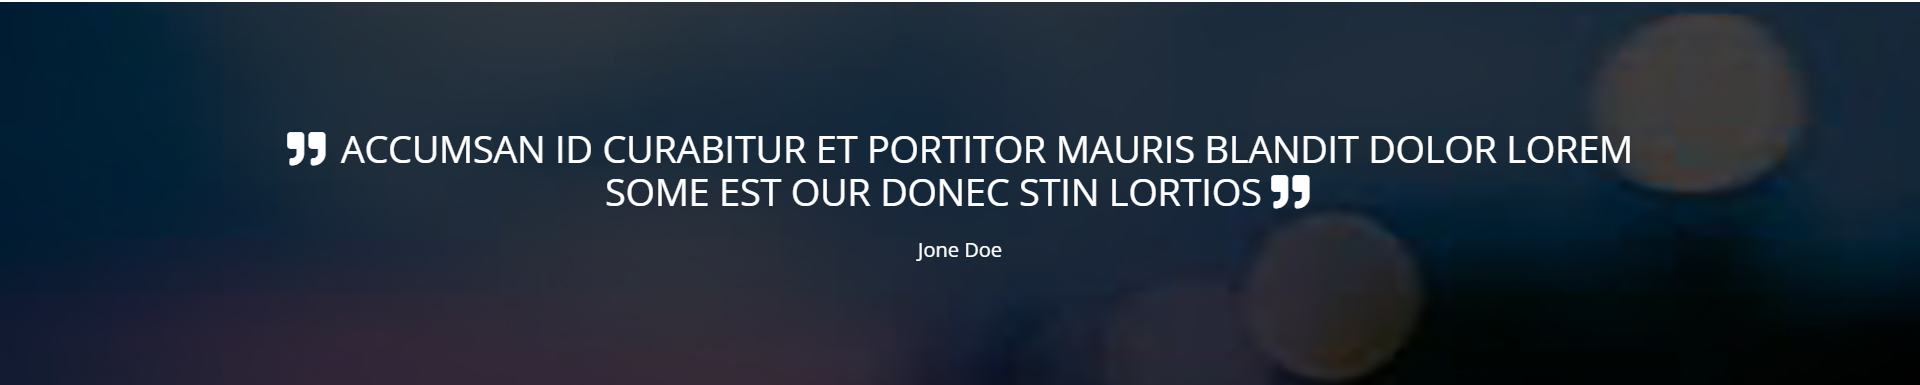 ” ACCUMSAN ID CURABITUR ET PORTITOR MAURIS BLANDIT DOLOR LOREM
SOME EST OUR DONEC STIN LORTIOS ”
Jone Doe